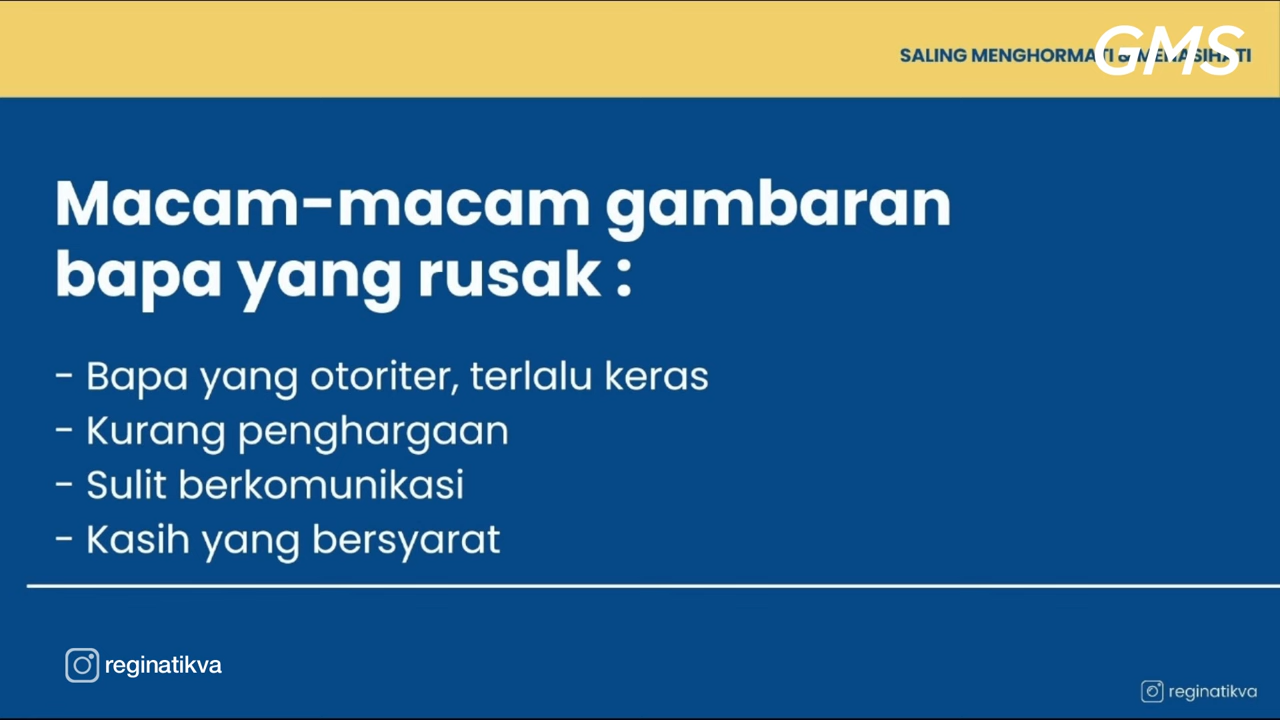 SALING MENGHORMATI & MENASIHATI
GMS
Macam-macam gambaran
bapa yang rusak :
- Bapa yang otoriter, terlalu keras
- Kurang penghargaan
- Sulit berkomunikasi
- Kasih yang bersyarat
reginatikva
reginatikva